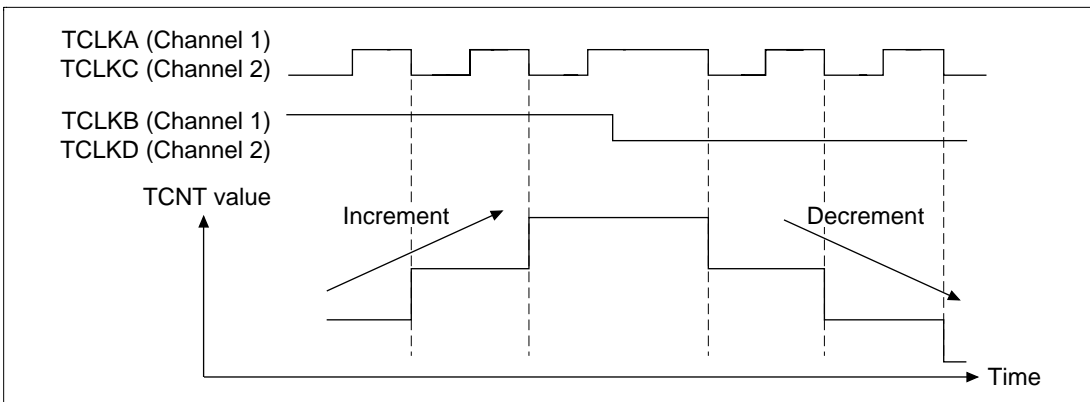 TCLKA (Channel 1)
TCLKC (Channel 2)
TCLKB (Channel 1)
TCLKD (Channel 2)
TCNT value
Increment
Decrement
Time